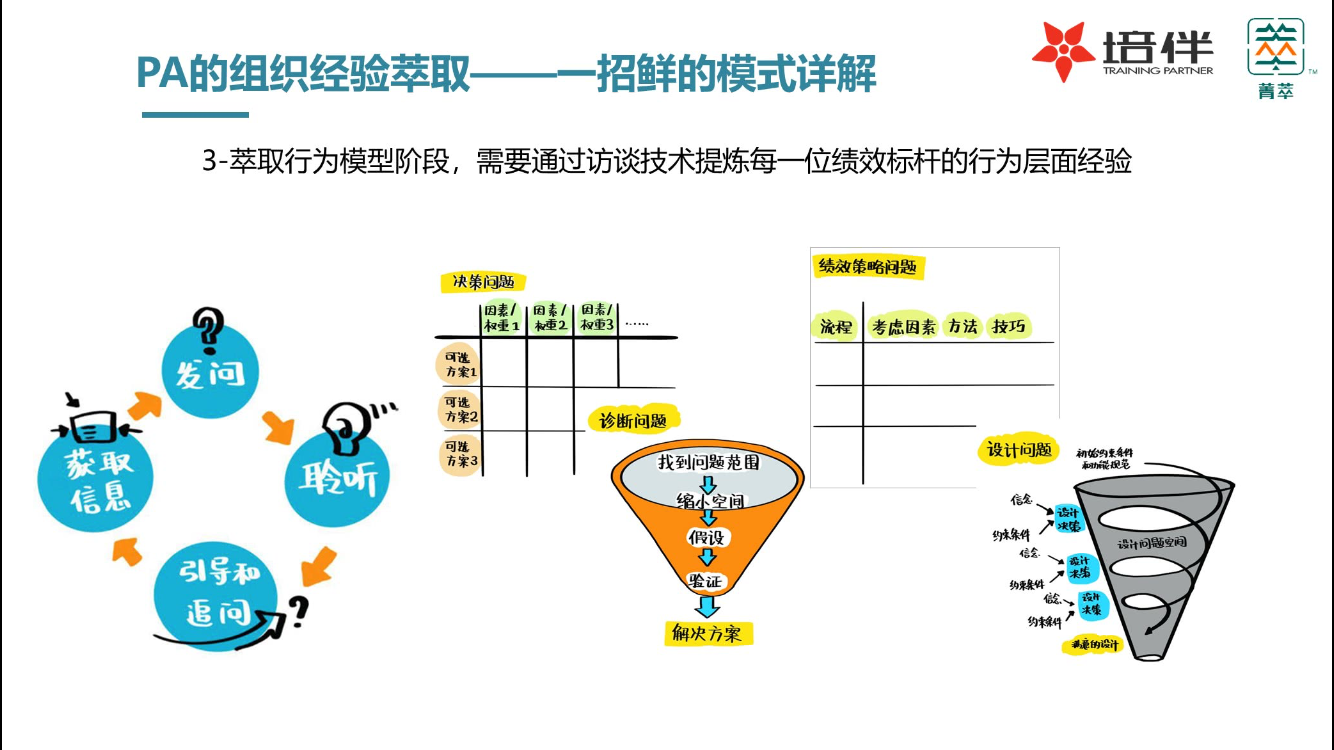 PA的组织经验萃取——一招鲜的模式详解
培伴
TRAINING PARTNER
菁萃
TM
3-萃取行为模型阶段，需要通过访谈技术提炼每一位绩效标杆的行为层面经验
?
发问
聆听
引导和
追问
?
获取
信息
决策问题
因素/
权重1
因素/
权重2
因素/
权重3
......
可选
方案1
可选
方案2
可选
方案3
诊断问题
找到问题范围
缩小空间
假设
验证
解决方案
绩效策略问题
流程
考虑因素
方法
技巧
设计问题
初始约束条件
和功能规范
信念
约束条件
设计
决策
设计问题空间
信念
约束条件
设计
决策
信念
约束条件
设计
决策
满意的设计